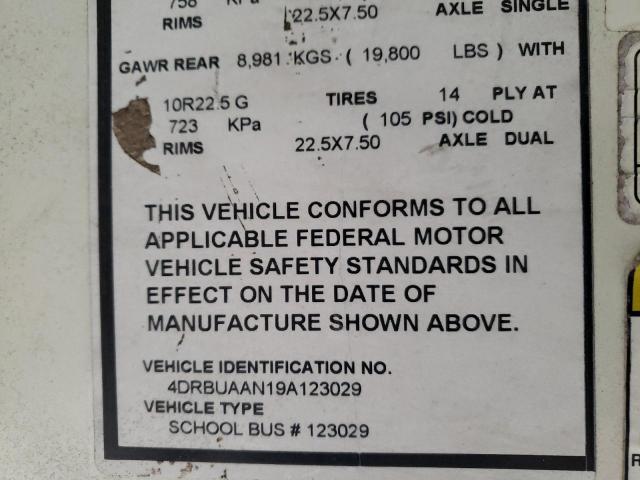 758 KPa
RIMS 22.5X7.50 AXLE SINGLE
GAWR REAR 8,981 KGS ( 19,800 LBS ) WITH
10R22.5 G TIRES 14 PLY AT
723 KPa ( 105 PSI) COLD
RIMS 22.5X7.50 AXLE DUAL
THIS VEHICLE CONFORMS TO ALL
APPLICABLE FEDERAL MOTOR
VEHICLE SAFETY STANDARDS IN
EFFECT ON THE DATE OF
MANUFACTURE SHOWN ABOVE.
VEHICLE IDENTIFICATION NO.
4DRBUAAN19A123029
VEHICLE TYPE
SCHOOL BUS # 123029
R